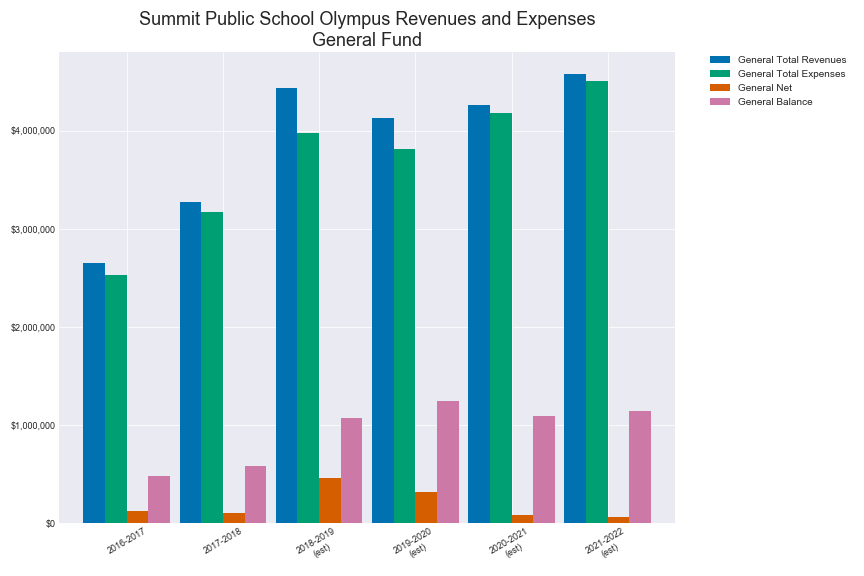 Summit Public School Olympus Revenues and Expenses
General Fund
General Total Revenues
General Total Expenses
General Net
General Balance
$4,000,000
$3,000,000
$2,000,000
$1,000,000
$0
2016-2017
2017-2018
2018-2019
(est)
2019-2020
(est)
2020-2021
(est)
2021-2022
(est)